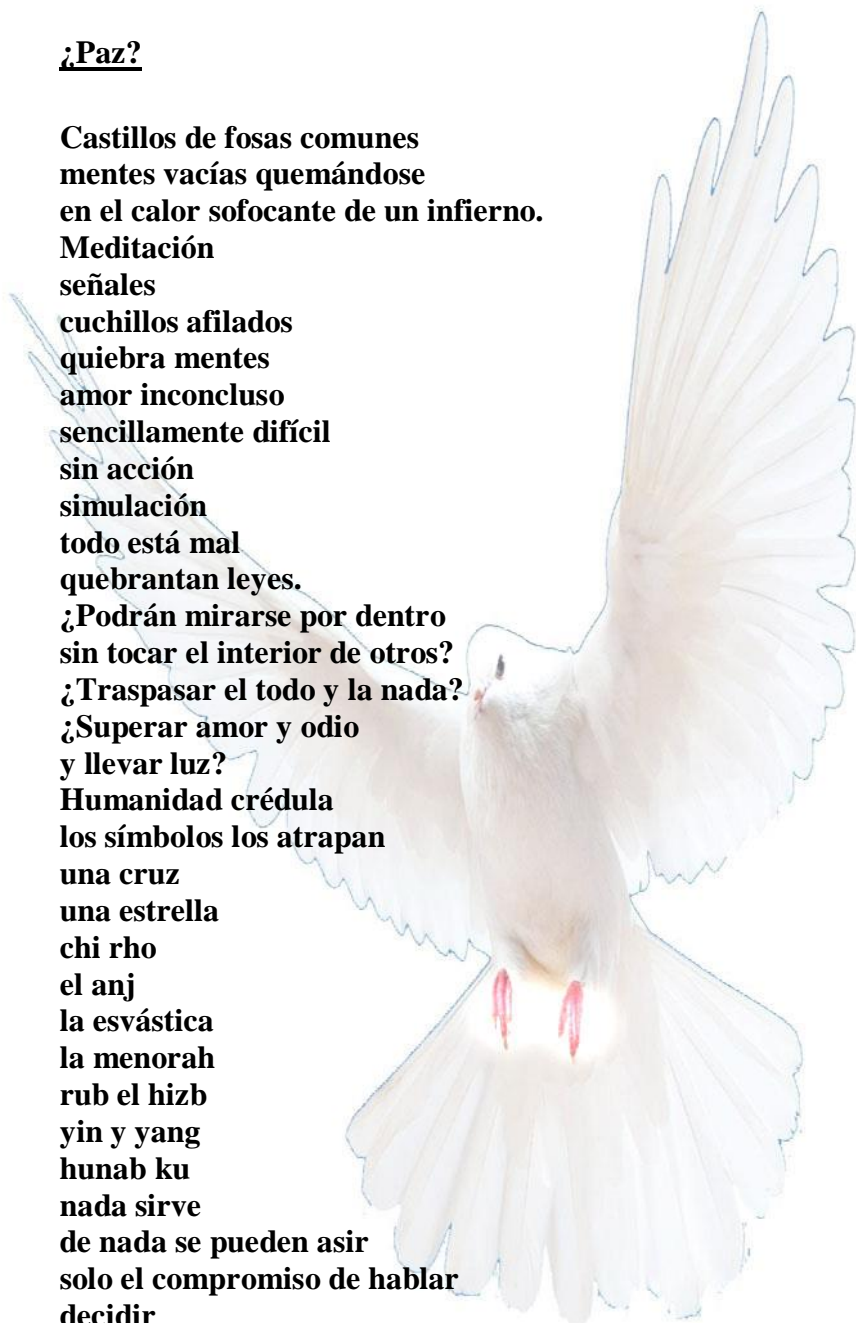 ¿Paz?
Castillos de fosas comunes
mentes vacías quemándose
en el calor sofocante de un infierno.
Meditación
señales
cuchillos afilados
quiebra mentes
amor inconcluso
sencillamente difícil
sin acción
simulación
todo está mal
quebrantan leyes.
¿Podrán mirarse por dentro
sin tocar el interior de otros?
¿Traspasar el todo y la nada?
¿Superar amor y odio
y llevar luz?
Humanidad crédula
los símbolos los atrapan
una cruz
una estrella
chi rho
el anj
la esvástica
la menorah
rub el hizb
yin y yang
hunab ku
nada sirve
de nada se pueden asir
solo el compromiso de hablar
decidir